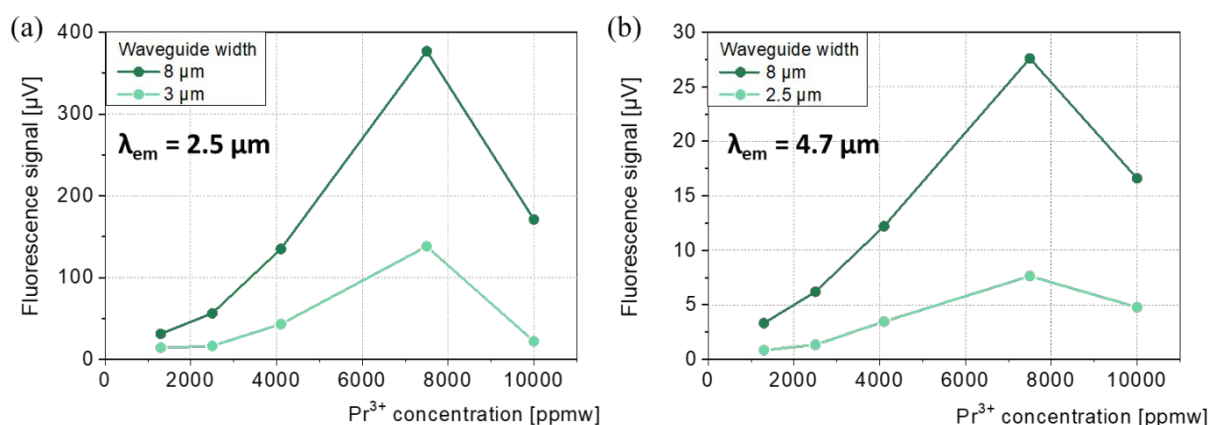 (a)
400
300
200
100
0
Fluorescence signal [µV]
Waveguide width
8 µm
3 µm
λem = 2.5 µm
0 2000 4000 6000 8000 10000
(b)
30
25
20
15
10
5
0
Fluorescence signal [µV]
Waveguide width
8 µm
2.5 µm
λem = 4.7 µm
0 2000 4000 6000 8000 10000
Pr³⁺ concentration [ppmw]
Pr³⁺ concentration [ppmw]